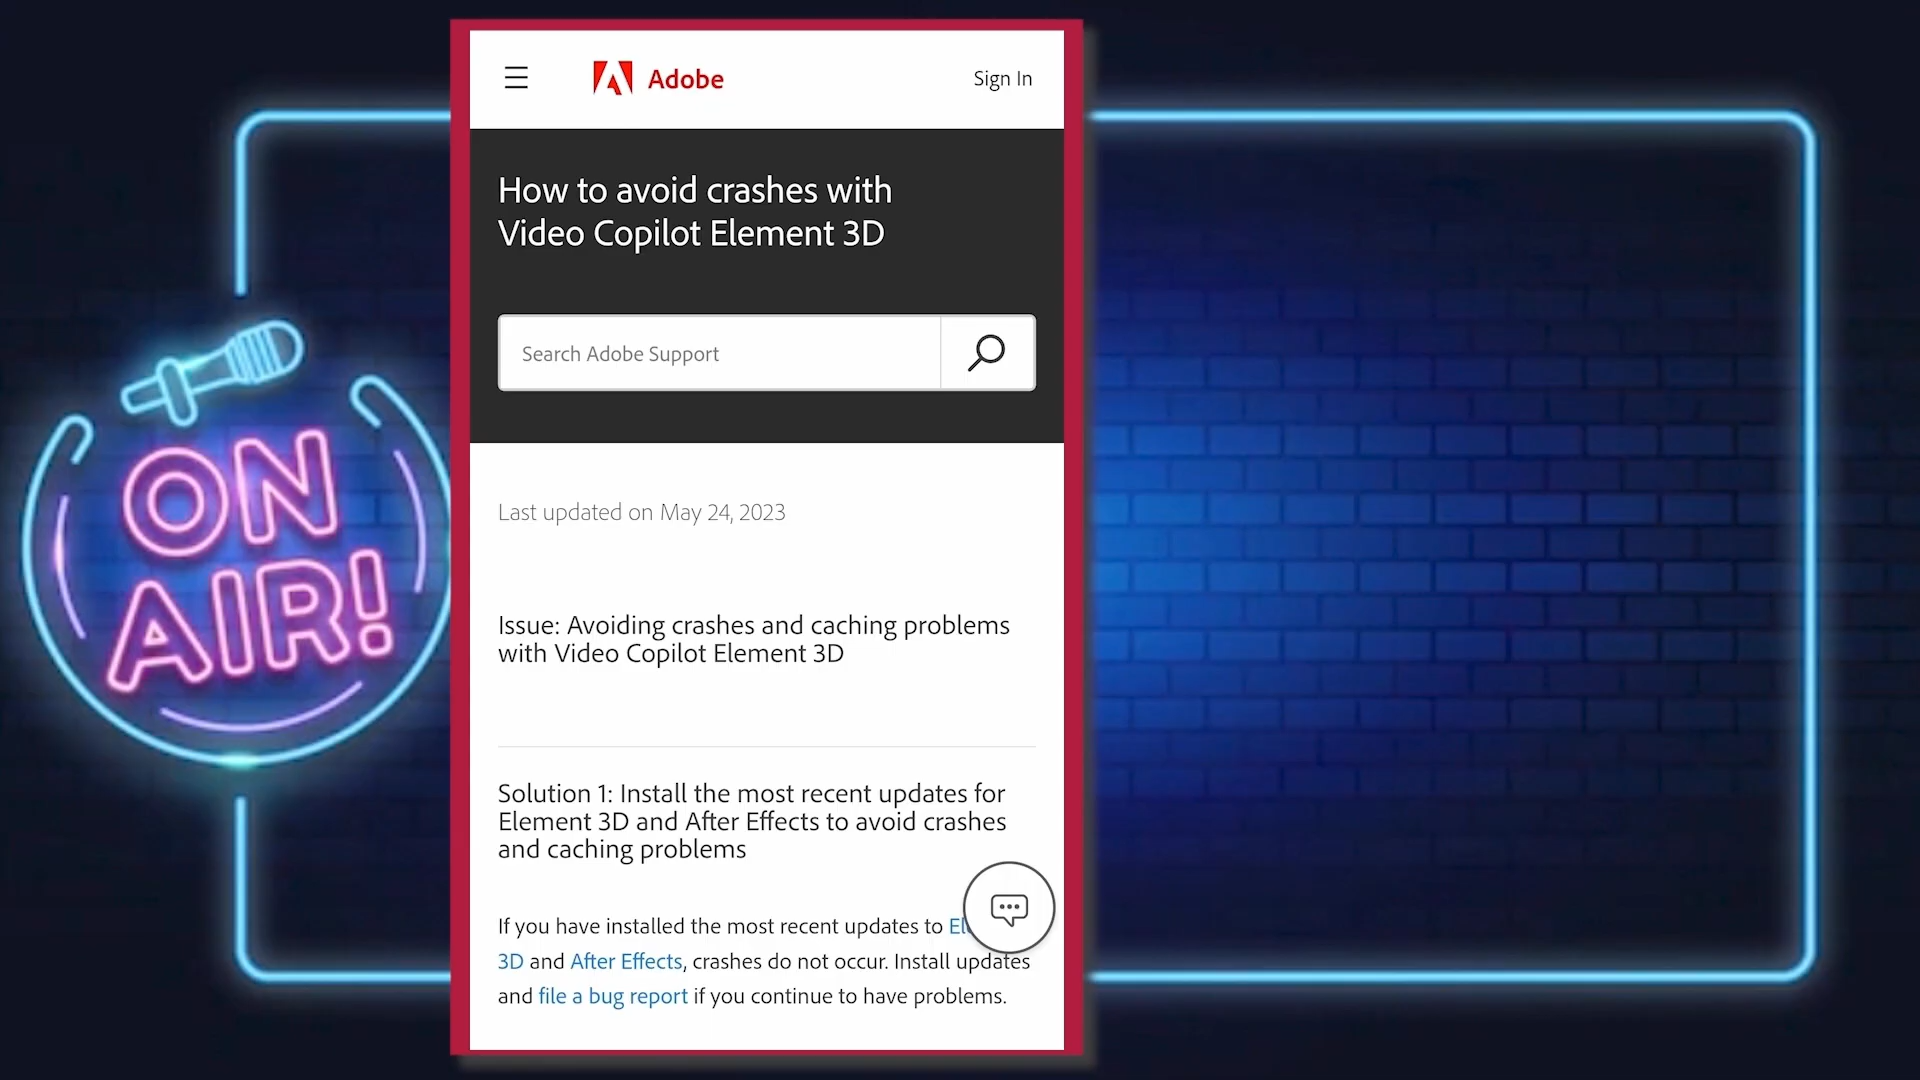 ON
AIR!
Adobe
Sign In
How to avoid crashes with
Video Copilot Element 3D
Search Adobe Support
Last updated on May 24, 2023
Issue: Avoiding crashes and caching problems
with Video Copilot Element 3D
Solution 1: Install the most recent updates for
Element 3D and After Effects to avoid crashes
and caching problems
If you have installed the most recent updates to
3D and After Effects, crashes do not occur. Install updates
and file a bug report if you continue to have problems.